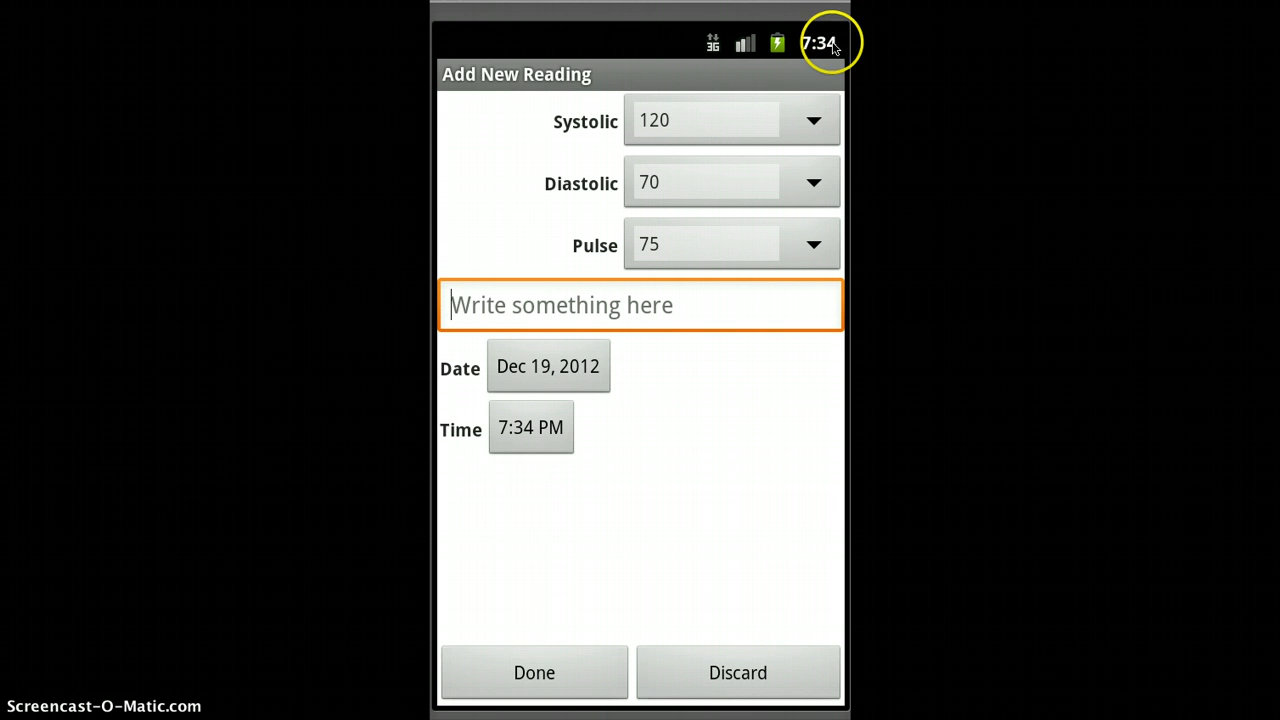 3G 7:34
Add New Reading
Systolic 120
Diastolic 70
Pulse 75
Write something here
Date Dec 19, 2012
Time 7:34 PM
Done Discard
Screencast-O-Matic.com